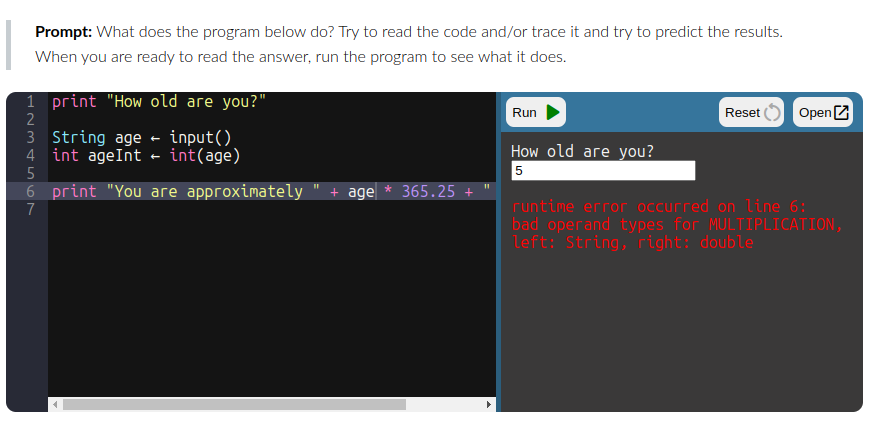 Prompt: What does the program below do? Try to read the code and/or trace it and try to predict the results.
When you are ready to read the answer, run the program to see what it does.
1 print "How old are you?"
2
3 String age ← input()
4 int ageInt ← int(age)
5
6 print "You are approximately " + age * 365.25 + "
7
Run
Reset
Open
How old are you?
5
runtime error occurred on line 6:
bad operand types for MULTIPLICATION,
left: String, right: double